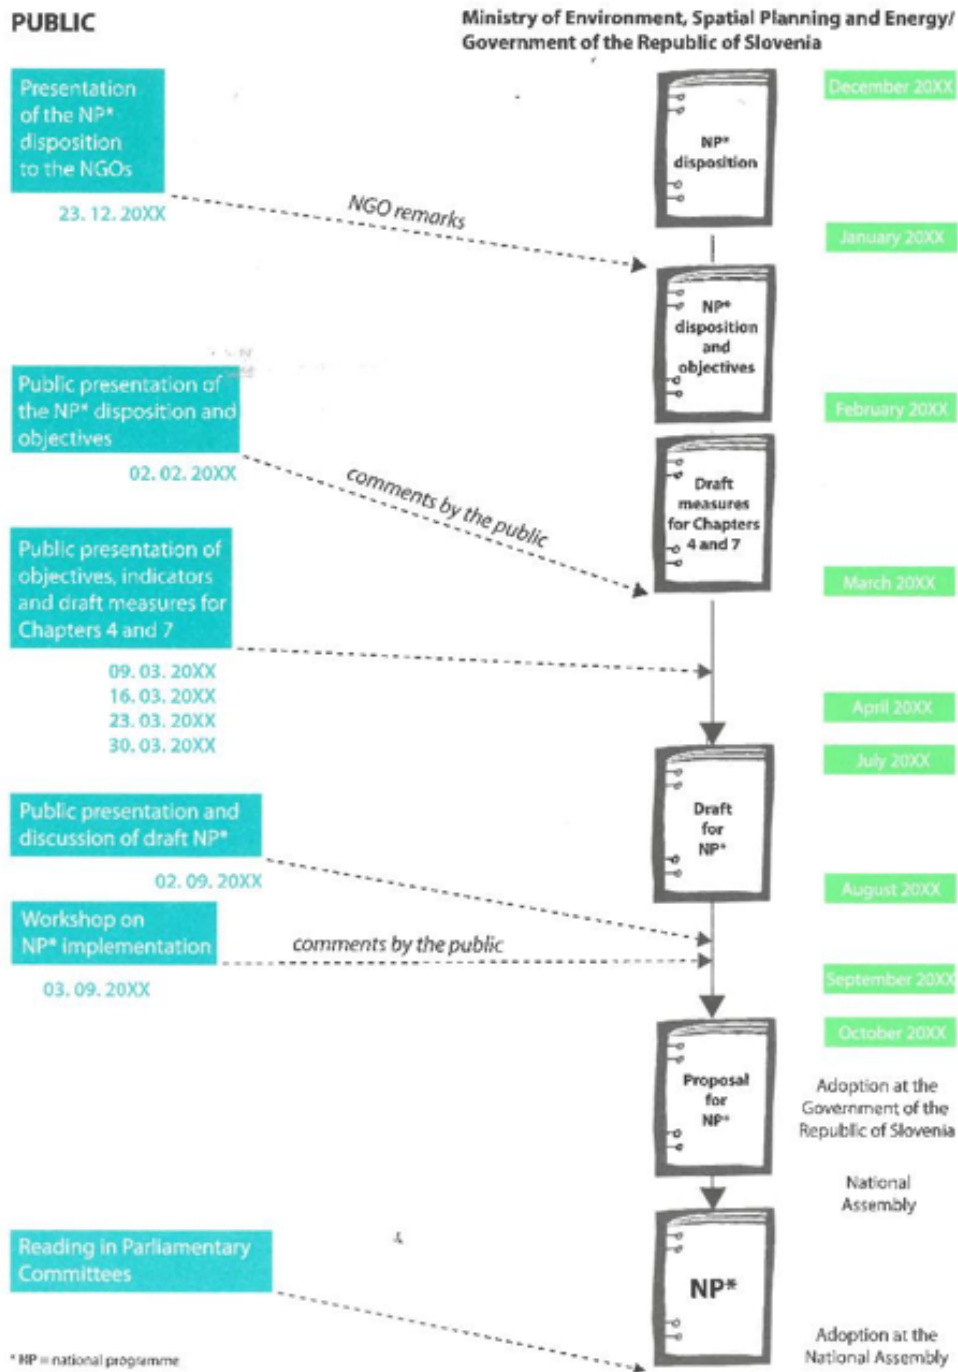 PUBLIC
Ministry of Environment, Spatial Planning and Energy/
Government of the Republic of Slovenia
Presentation
of the NP*
disposition
to the NGOs
23. 12. 20XX
NGO remarks
NP*
disposition
December 20XX
January 20XX
NP*
disposition
and
objectives
Public presentation of
the NP* disposition and
objectives
02. 02. 20XX
comments by the public
February 20XX
Draft
measures
for Chapters
4 and 7
March 20XX
Public presentation of
objectives, indicators
and draft measures for
Chapters 4 and 7
09. 03. 20XX
16. 03. 20XX
23. 03. 20XX
30. 03. 20XX
April 20XX
July 20XX
Draft
for
NP*
Public presentation and
discussion of draft NP*
02. 09. 20XX
August 20XX
Workshop on
NP* implementation
03. 09. 20XX
comments by the public
September 20XX
October 20XX
Proposal
for
NP*
Adoption at the
Government of the
Republic of Slovenia
National
Assembly
Reading in Parliamentary
Committees
NP*
Adoption at the
National Assembly
* NP = national programme